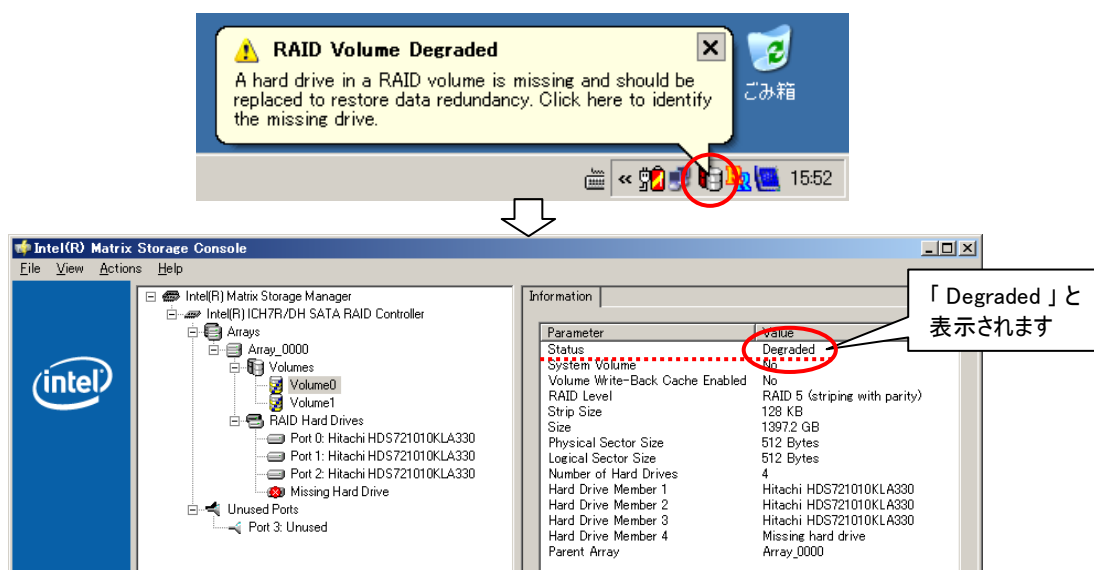 RAID Volume Degraded
A hard drive in a RAID volume is missing and should be
replaced to restore data redundancy. Click here to identify
the missing drive.
ごみ箱
«
15:52
Intel(R) Matrix Storage Console
File View Actions Help
intel
Intel(R) Matrix Storage Manager
Intel(R) ICH7R/DH SATA RAID Controller
Arrays
Array_0000
Volumes
Volume0
Volume1
RAID Hard Drives
Port 0: Hitachi HDS721010KLA330
Port 1: Hitachi HDS721010KLA330
Port 2: Hitachi HDS721010KLA330
Missing Hard Drive
Unused Ports
Port 3: Unused
Information
Parameter Value
Status Degraded
System Volume No
Volume Write-Back Cache Enabled No
RAID Level RAID 5 (striping with parity)
Strip Size 128 KB
Size 1397.2 GB
Physical Sector Size 512 Bytes
Logical Sector Size 512 Bytes
Number of Hard Drives 4
Hard Drive Member 1 Hitachi HDS721010KLA330
Hard Drive Member 2 Hitachi HDS721010KLA330
Hard Drive Member 3 Hitachi HDS721010KLA330
Hard Drive Member 4 Missing hard drive
Parent Array Array_0000
「 Degraded 」と
表示されます